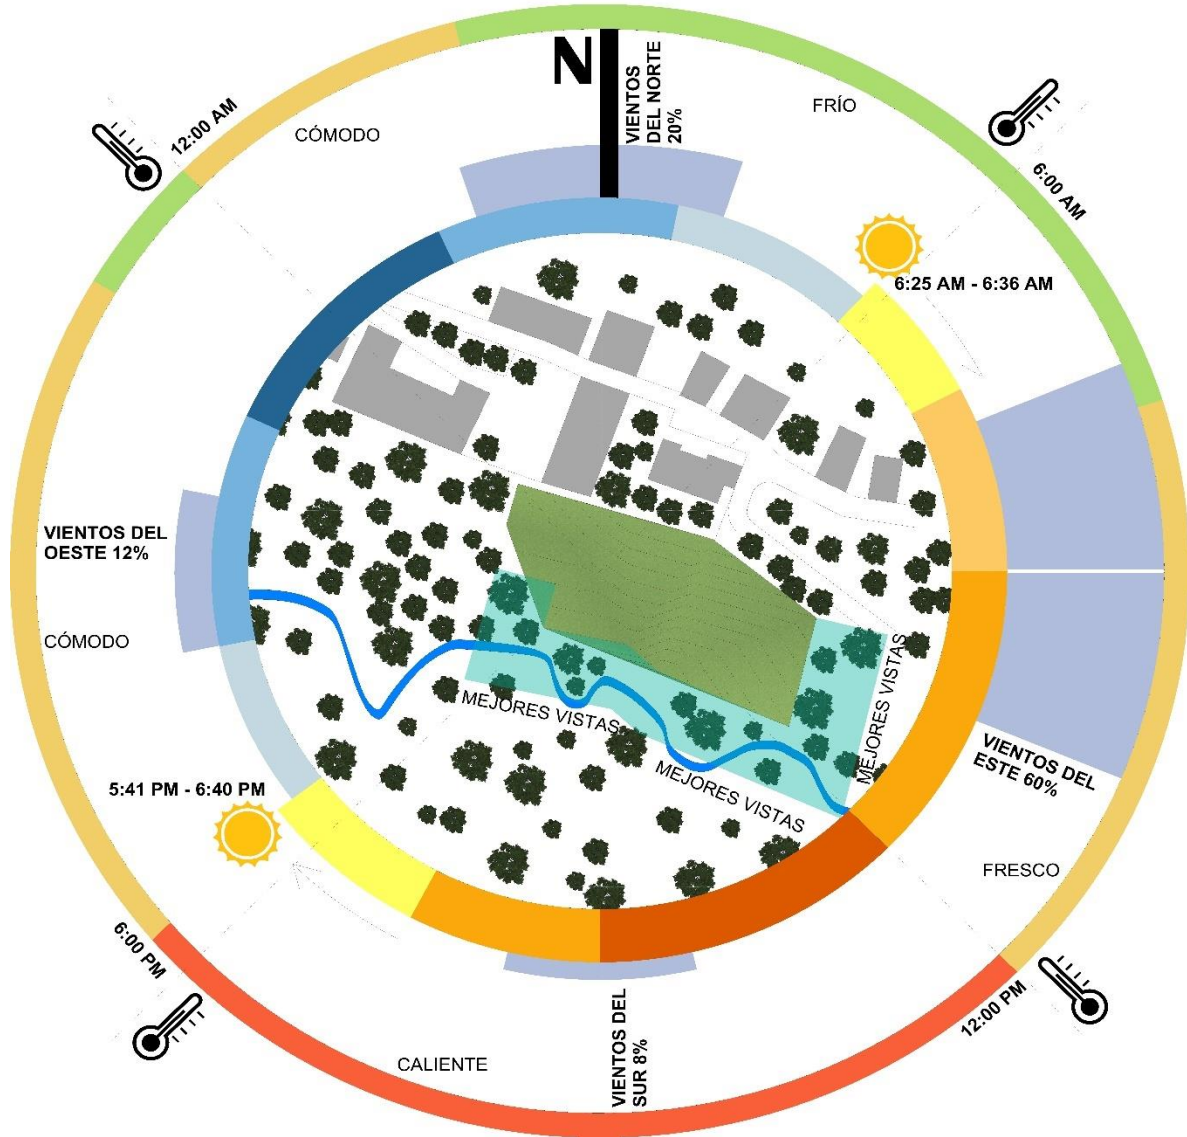 N
VIENTOS
DEL NORTE
20%
FRÍO
CÓMODO
12:00 AM
6:00 AM
6:25 AM - 6:36 AM
VIENTOS DEL
OESTE 12%
CÓMODO
MEJORES VISTAS
MEJORES VISTAS
MEJORES VISTAS
VIENTOS DEL
ESTE 60%
5:41 PM - 6:40 PM
FRESCO
6:00 PM
12:00 PM
CALIENTE
VIENTOS DEL
SUR 8%